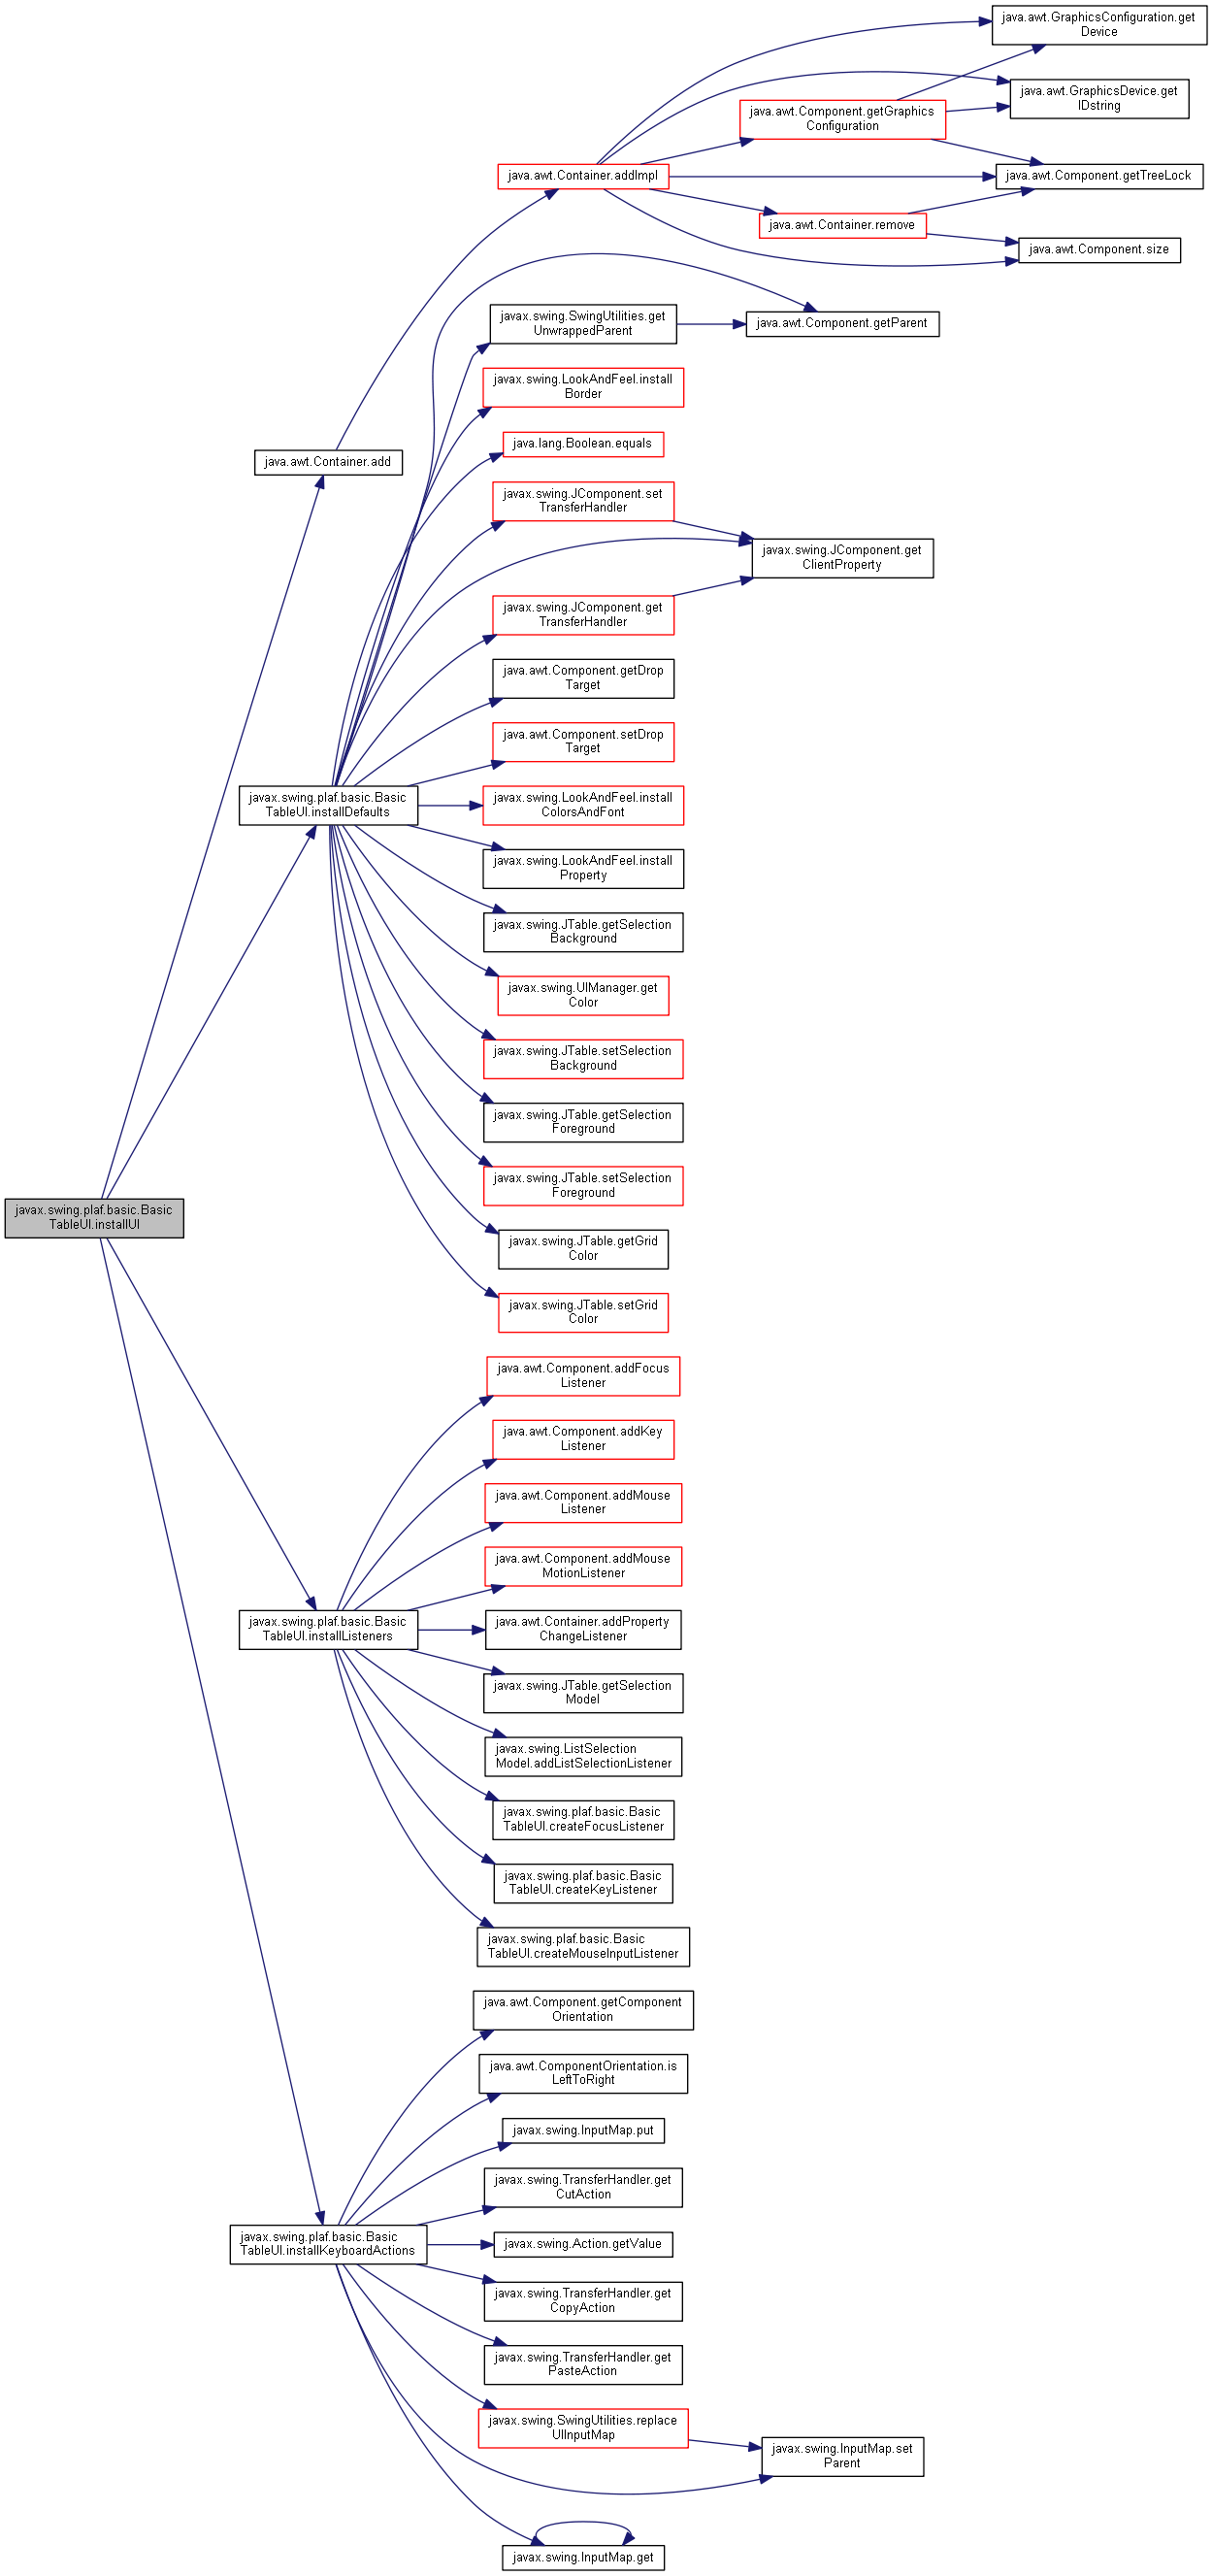 java.awt.GraphicsConfiguration.get
Device
java.awt.GraphicsDevice.get
IDstring
java.awt.Component.getGraphics
Configuration
java.awt.Container.addImpl
java.awt.Component.getTreeLock
java.awt.Container.remove
java.awt.Component.size
javax.swing.SwingUtilities.get
UnwrappedParent
java.awt.Component.getParent
javax.swing.LookAndFeel.install
Border
java.lang.Boolean.equals
java.awt.Container.add
javax.swing.JComponent.set
TransferHandler
javax.swing.JComponent.get
ClientProperty
javax.swing.JComponent.get
TransferHandler
java.awt.Component.getDrop
Target
java.awt.Component.setDrop
Target
javax.swing.plaf.basic.Basic
TableUI.installDefaults
javax.swing.LookAndFeel.install
ColorsAndFont
javax.swing.LookAndFeel.install
Property
javax.swing.JTable.getSelection
Background
javax.swing.UIManager.get
Color
javax.swing.JTable.setSelection
Background
javax.swing.JTable.getSelection
Foreground
javax.swing.JTable.setSelection
Foreground
javax.swing.plaf.basic.Basic
TableUI.installUI
javax.swing.JTable.getGrid
Color
javax.swing.JTable.setGrid
Color
java.awt.Component.addFocus
Listener
java.awt.Component.addKey
Listener
java.awt.Component.addMouse
Listener
java.awt.Component.addMouse
MotionListener
javax.swing.plaf.basic.Basic
TableUI.installListeners
java.awt.Container.addProperty
ChangeListener
javax.swing.JTable.getSelection
Model
javax.swing.ListSelection
Model.addListSelectionListener
javax.swing.plaf.basic.Basic
TableUI.createFocusListener
javax.swing.plaf.basic.Basic
TableUI.createKeyListener
javax.swing.plaf.basic.Basic
TableUI.createMouseInputListener
java.awt.Component.getComponent
Orientation
java.awt.ComponentOrientation.is
LeftToRight
javax.swing.InputMap.put
javax.swing.TransferHandler.get
CutAction
javax.swing.plaf.basic.Basic
TableUI.installKeyboardActions
javax.swing.Action.getValue
javax.swing.TransferHandler.get
CopyAction
javax.swing.TransferHandler.get
PasteAction
javax.swing.SwingUtilities.replace
UIInputMap
javax.swing.InputMap.set
Parent
javax.swing.InputMap.get